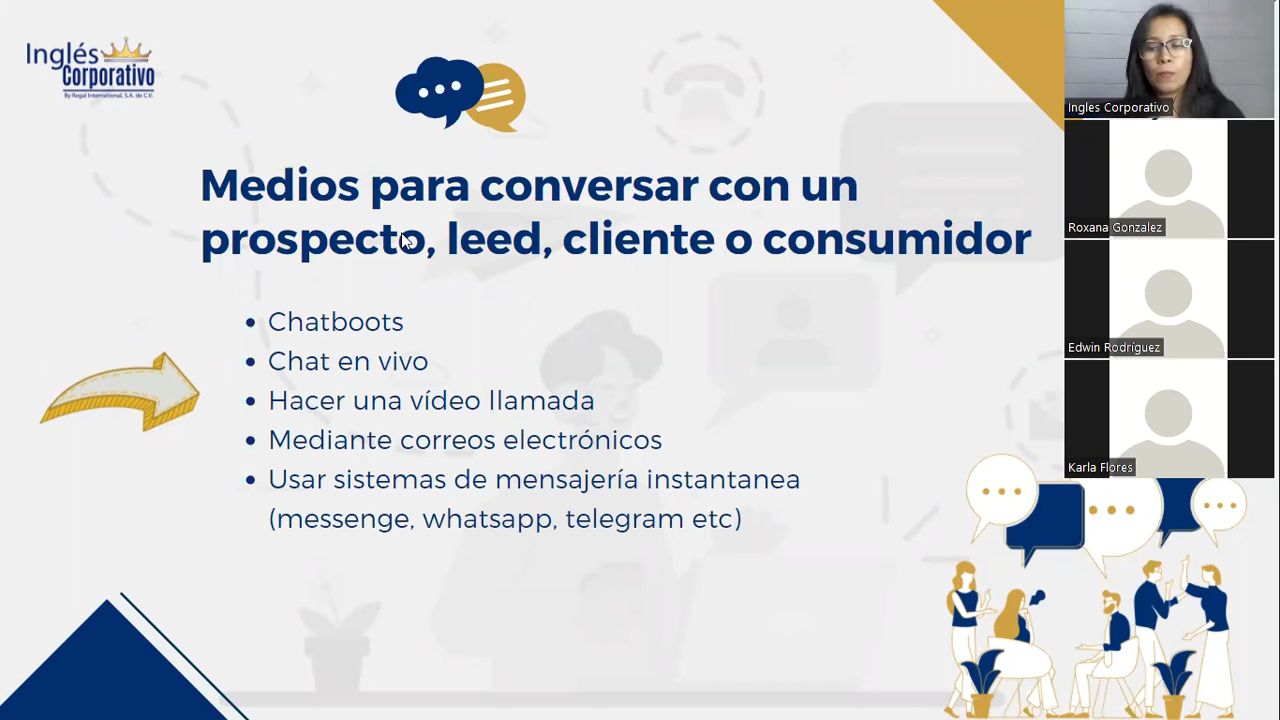 Inglés
Corporativo
By Regal International, S.A. de C.V.
Medios para conversar con un
prospecto, leed, cliente o consumidor
• Chatboots
• Chat en vivo
• Hacer una vídeo llamada
• Mediante correos electrónicos
• Usar sistemas de mensajería instantanea
(messenge, whatsapp, telegram etc)
Ingles Corporativo
Roxana Gonzalez
Edwin Rodríguez
Karla Flores